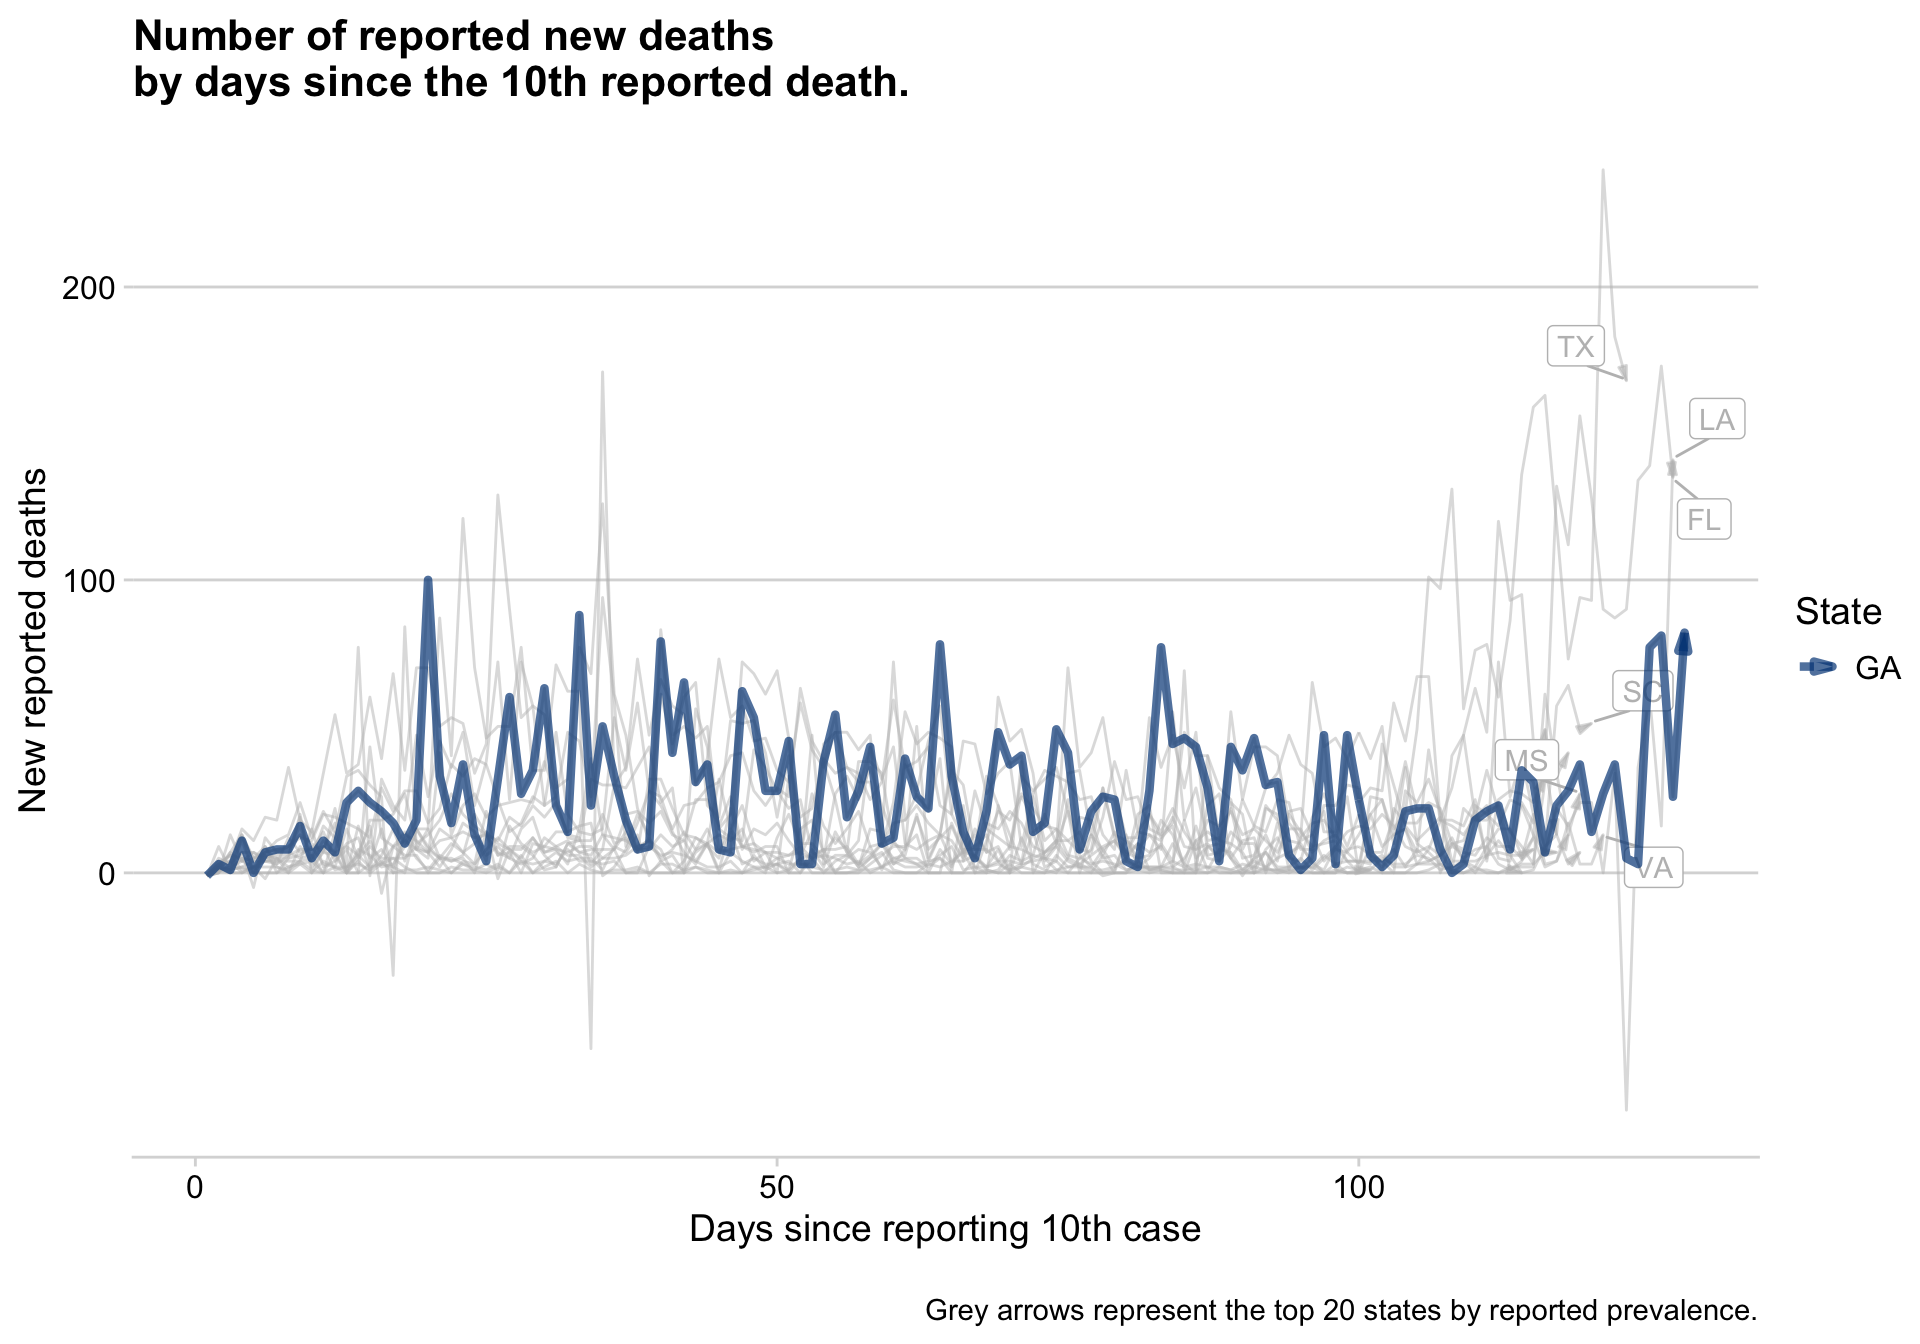 Number of reported new deaths
by days since the 10th reported death.
200
100
0
New reported deaths
TX
LA
FL
SC
MS
VA
State
GA
0
50
100
Days since reporting 10th case
Grey arrows represent the top 20 states by reported prevalence.